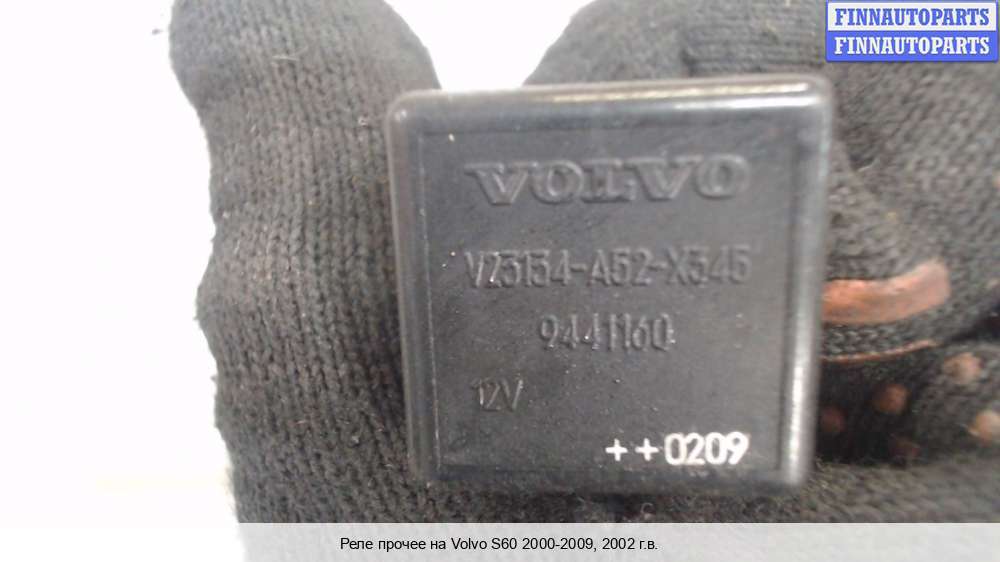 FINNAUTOPARTS
FINNAUTOPARTS
VOLVO
V23134-A52-X345
9441160
12V
++0209
Реле прочее на Volvo S60 2000-2009, 2002 г.в.